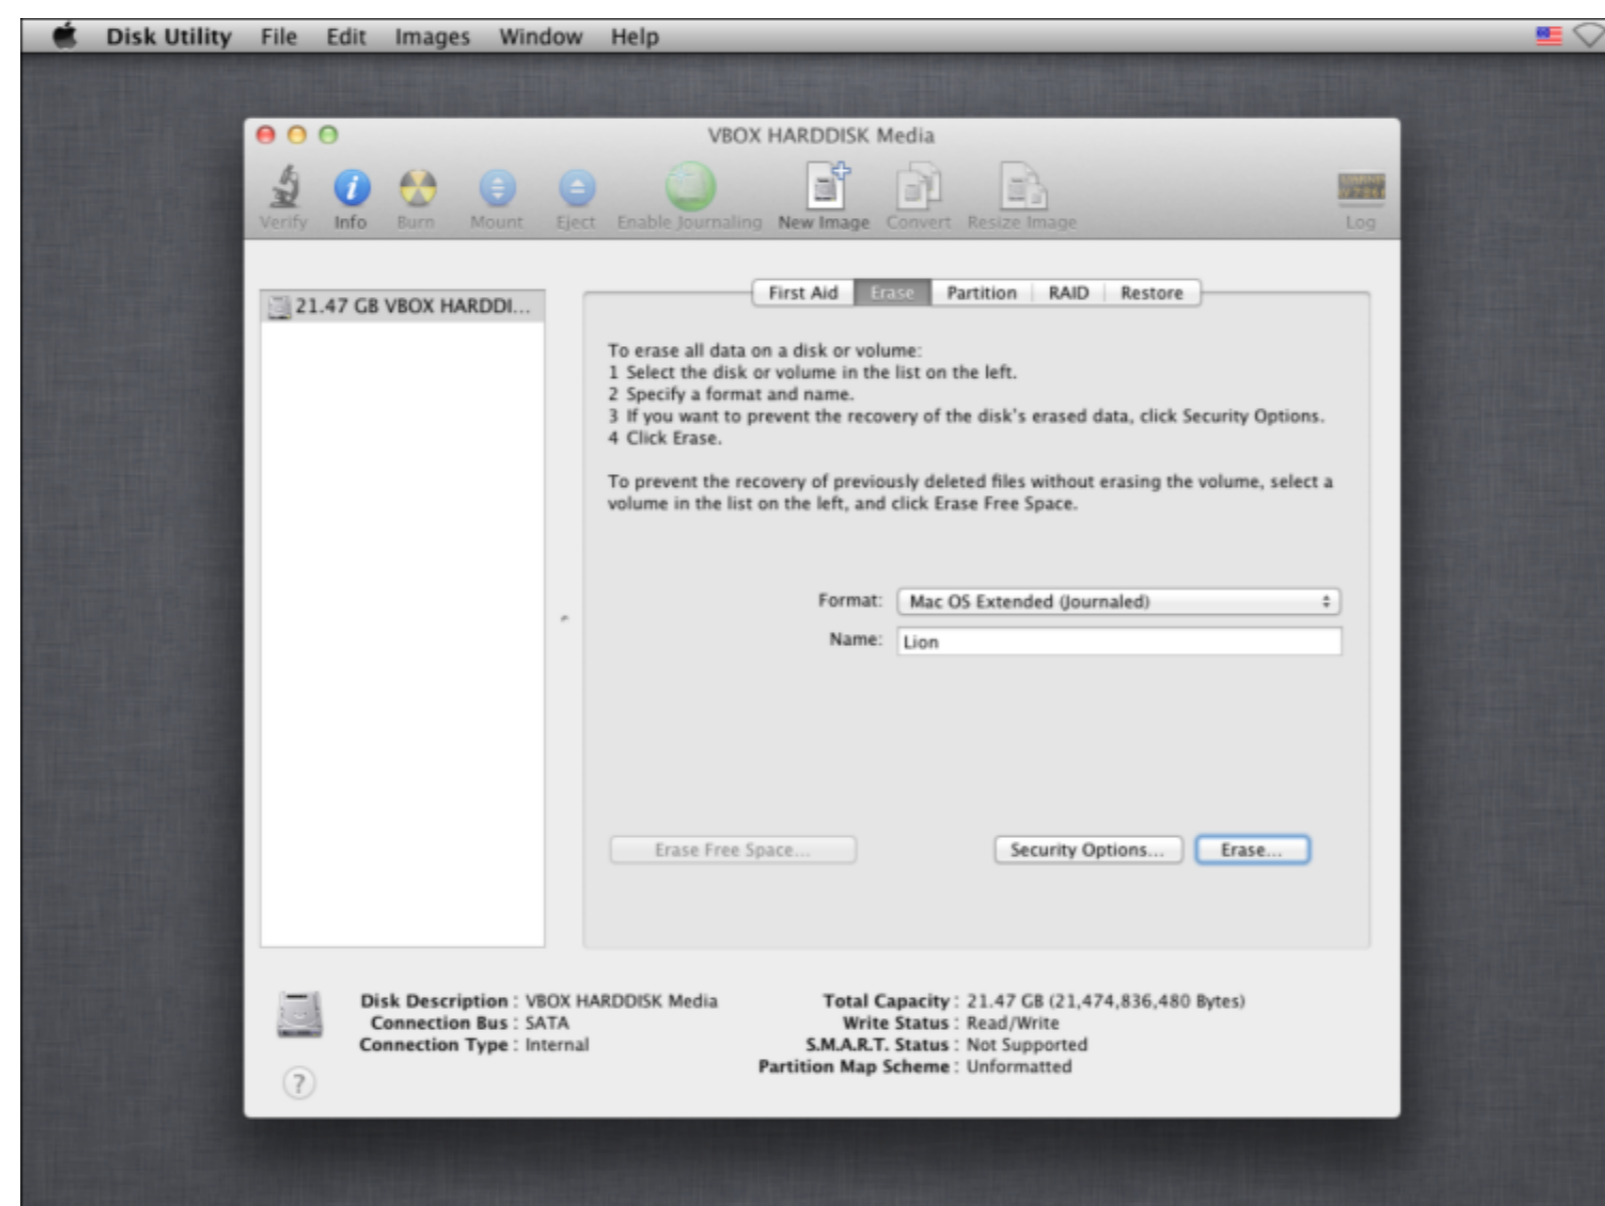 Disk Utility File Edit Images Window Help
VBOX HARDDISK Media
Verify Info Burn Mount Eject Enable Journaling New Image Convert Resize Image Log
First Aid Erase Partition RAID Restore
21.47 GB VBOX HARDDI...
To erase all data on a disk or volume:
1 Select the disk or volume in the list on the left.
2 Specify a format and name.
3 If you want to prevent the recovery of the disk's erased data, click Security Options.
4 Click Erase.
To prevent the recovery of previously deleted files without erasing the volume, select a
volume in the list on the left, and click Erase Free Space.
Format: Mac OS Extended (Journaled)
Name: Lion
Erase Free Space... Security Options... Erase...
Disk Description : VBOX HARDDISK Media Total Capacity : 21.47 GB (21,474,836,480 Bytes)
Connection Bus : SATA Write Status : Read/Write
Connection Type : Internal S.M.A.R.T. Status : Not Supported
Partition Map Scheme : Unformatted
?